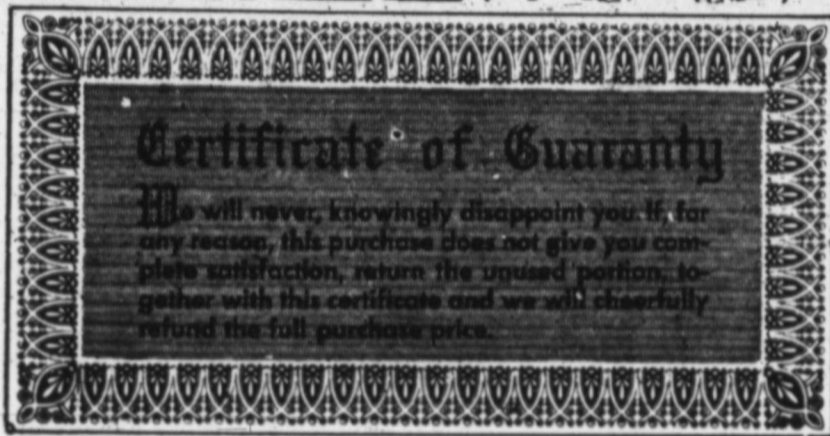 Certificate of Guaranty
We will never, knowingly disappoint you. If, for
any reason, this purchase does not give you com-
plete satisfaction, return the unused portion, to-
gether with this certificate and we will cheerfully
refund the full purchase price.